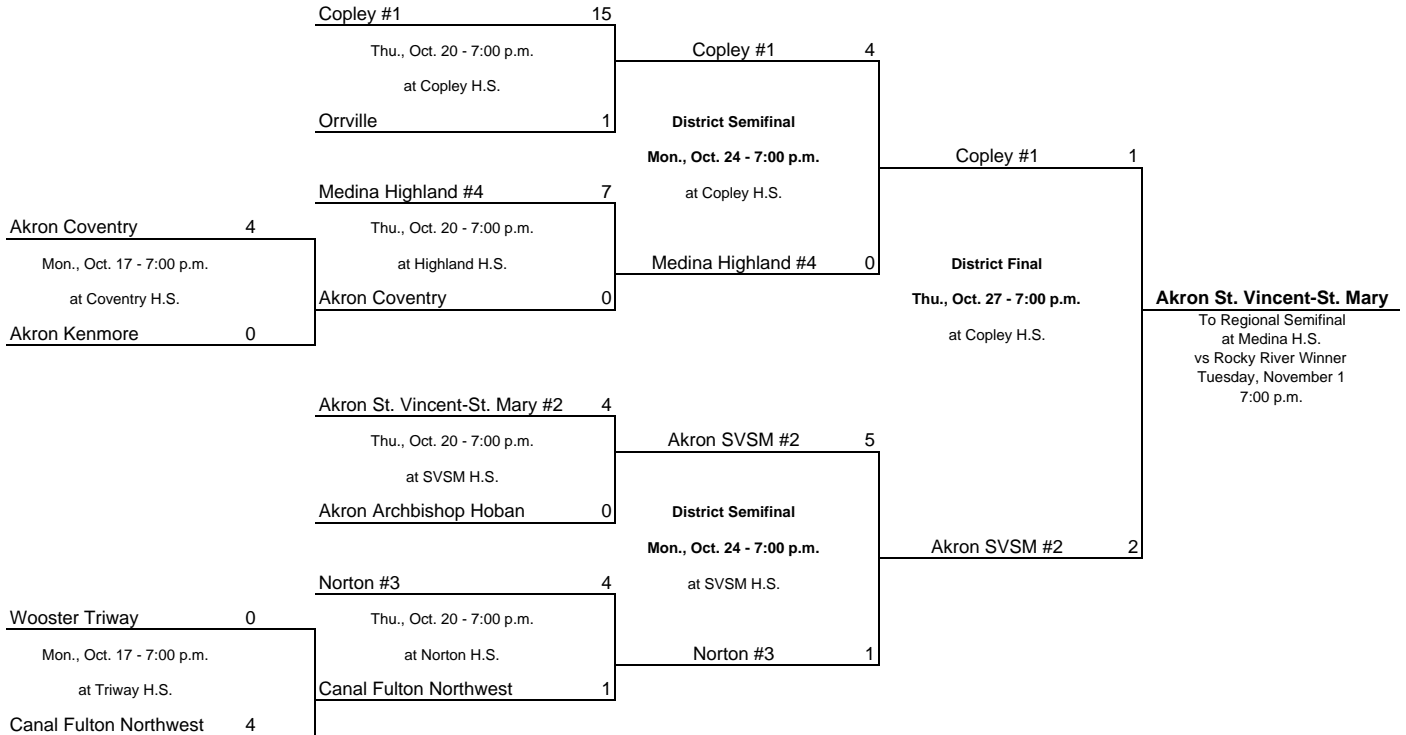 Copley #1 15
Thu., Oct. 20 - 7:00 p.m.
at Copley H.S.
Orrville 1
Copley #1 4
District Semifinal
Mon., Oct. 24 - 7:00 p.m.
at Copley H.S.
Medina Highland #4 0
Medina Highland #4 7
Thu., Oct. 20 - 7:00 p.m.
at Highland H.S.
Akron Coventry 0
Akron Coventry 4
Mon., Oct. 17 - 7:00 p.m.
at Coventry H.S.
Akron Kenmore 0
Copley #1 1
District Final
Thu., Oct. 27 - 7:00 p.m.
at Copley H.S.
Akron SVSM #2 2
Akron St. Vincent-St. Mary
To Regional Semifinal
at Medina H.S.
vs Rocky River Winner
Tuesday, November 1
7:00 p.m.
Akron St. Vincent-St. Mary #2 4
Thu., Oct. 20 - 7:00 p.m.
at SVSM H.S.
Akron Archbishop Hoban 0
Akron SVSM #2 5
District Semifinal
Mon., Oct. 24 - 7:00 p.m.
at SVSM H.S.
Norton #3 1
Norton #3 4
Thu., Oct. 20 - 7:00 p.m.
at Norton H.S.
Canal Fulton Northwest 1
Wooster Triway 0
Mon., Oct. 17 - 7:00 p.m.
at Triway H.S.
Canal Fulton Northwest 4